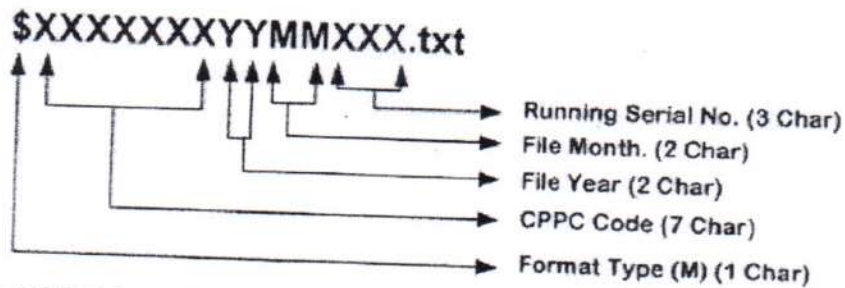 $XXXXXXXYYMMXXX.txt
Running Serial No. (3 Char)
File Month. (2 Char)
File Year (2 Char)
CPPC Code (7 Char)
Format Type (M) (1 Char)